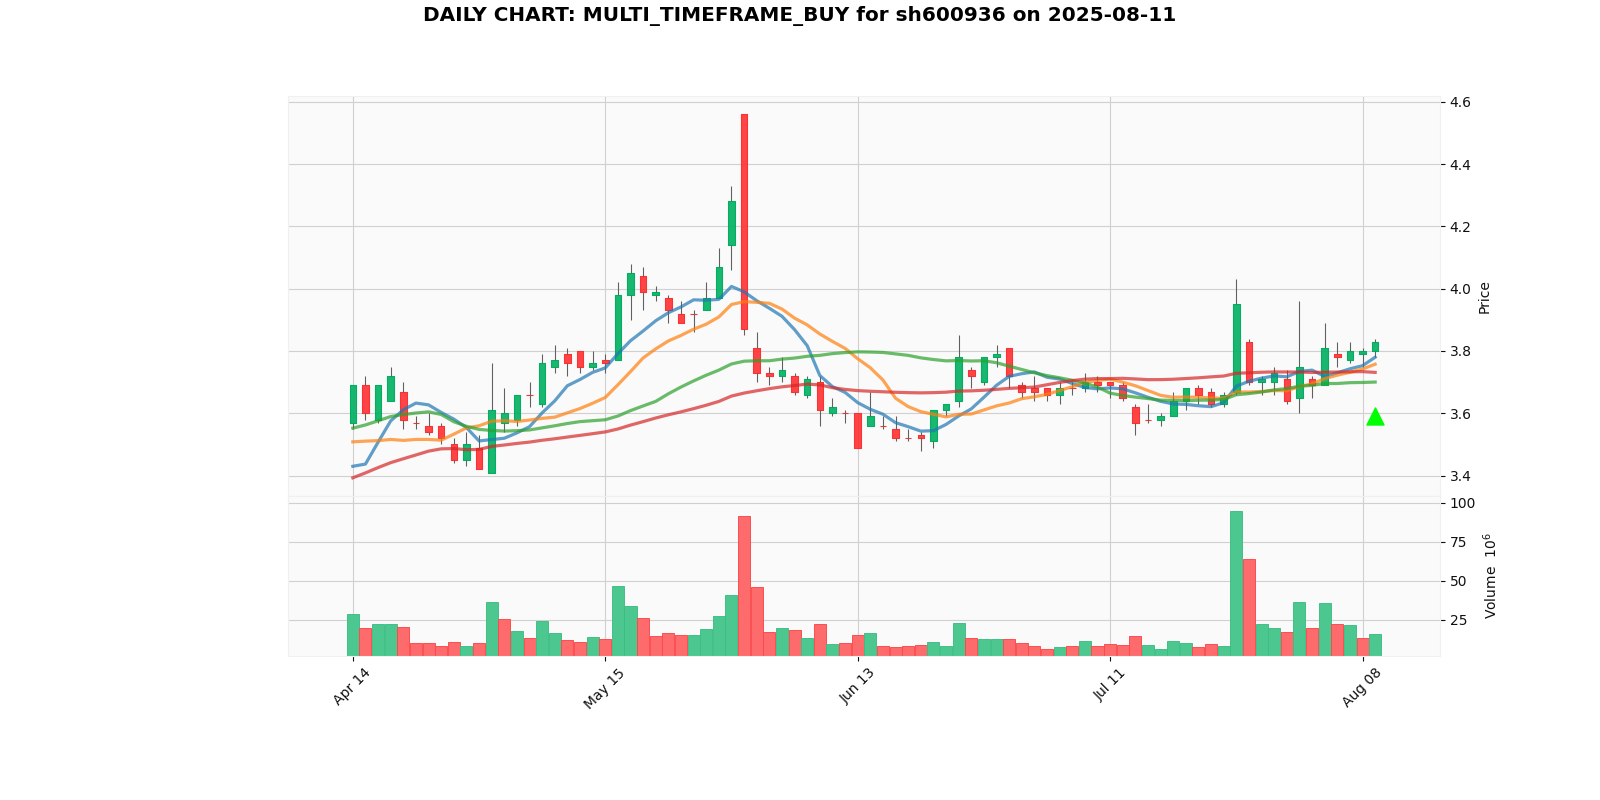 DAILY CHART: MULTI_TIMEFRAME_BUY for sh600936 on 2025-08-11
4.6
4.4
4.2
4.0
3.8
3.6
3.4
Price
100
75
50
25
Volume 10⁶
Apr 14
May 15
Jun 13
Jul 11
Aug 08